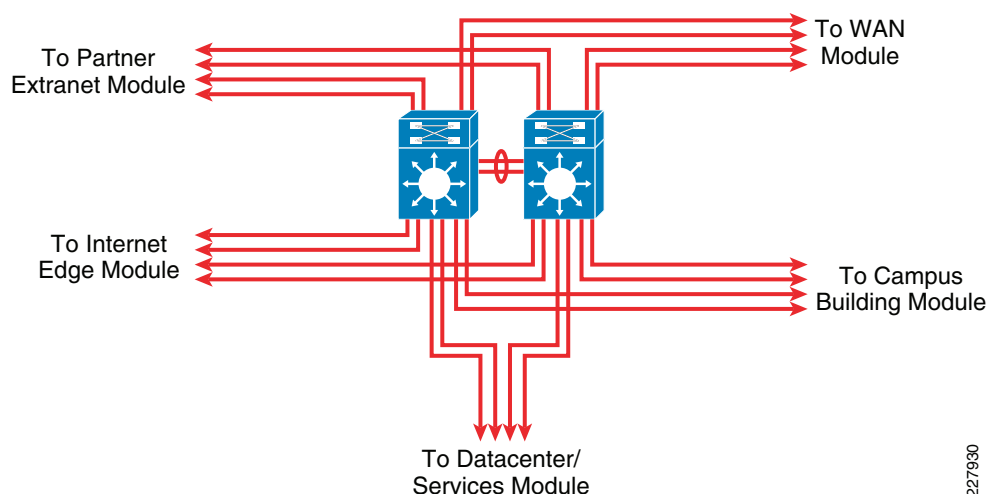 To Partner
Extranet Module
To WAN
Module
To Internet
Edge Module
To Campus
Building Module
To Datacenter/
Services Module
227930